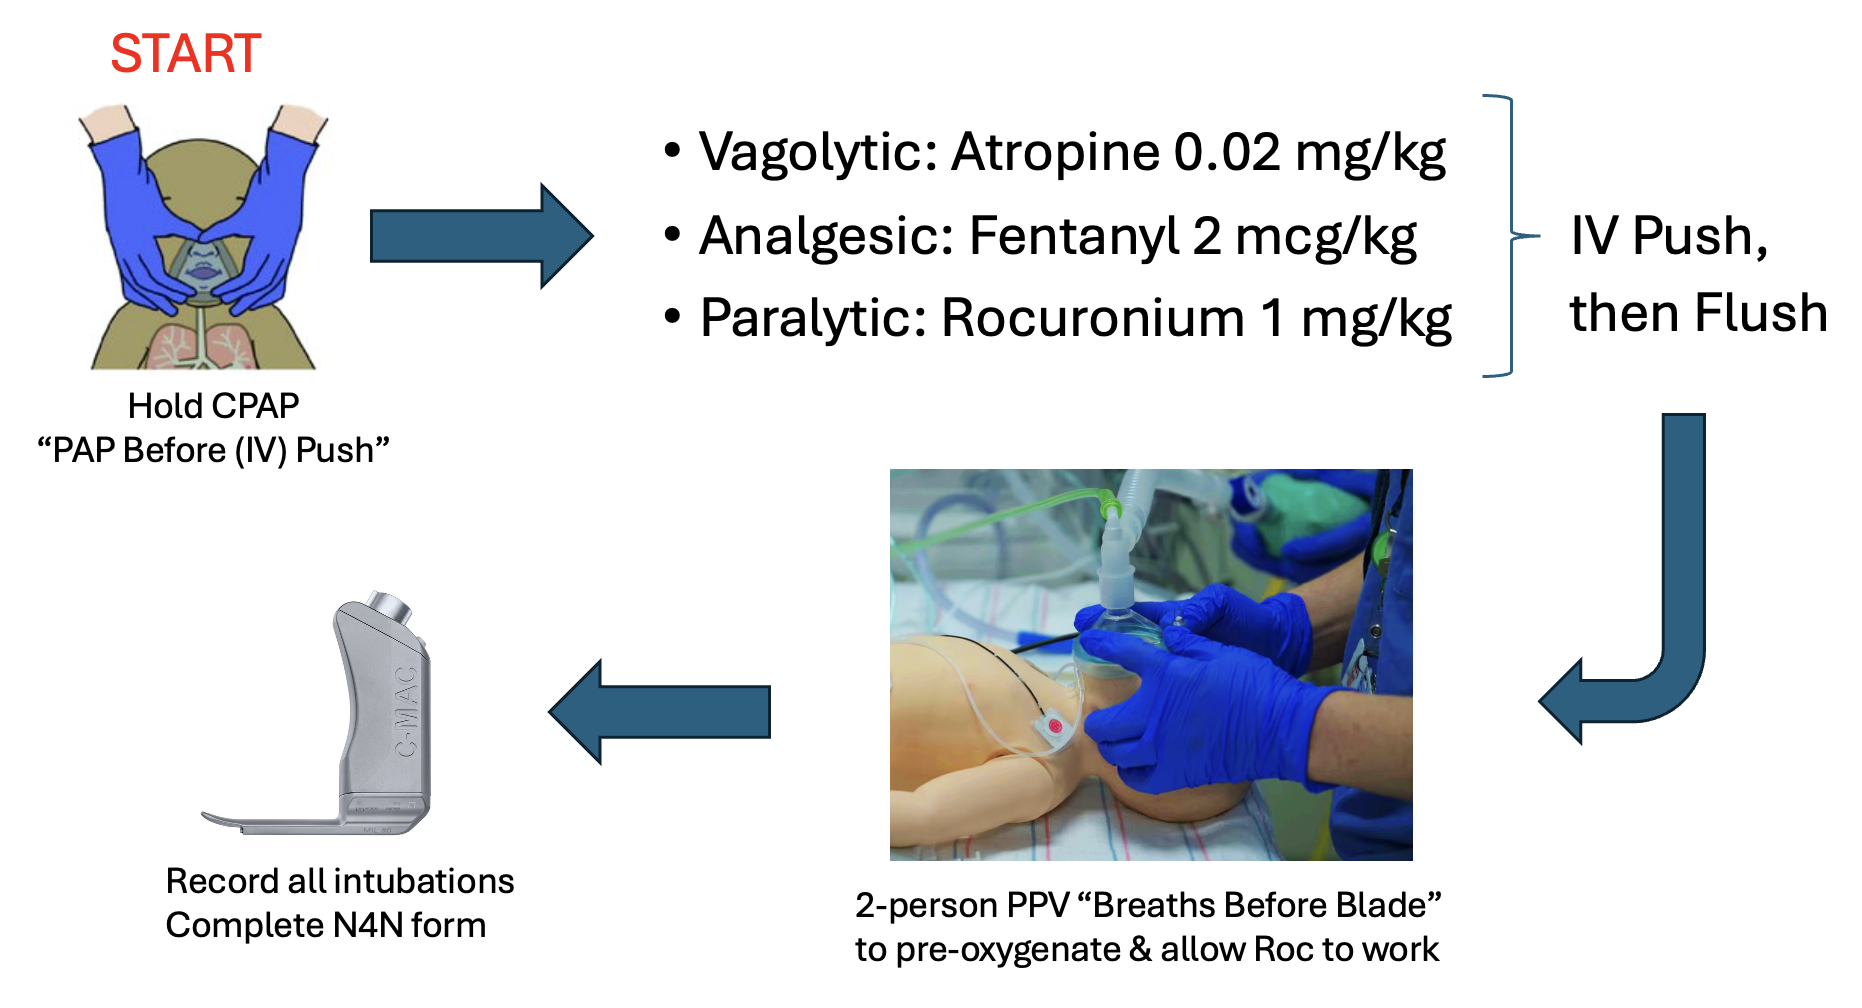 START
Hold CPAP
“PAP Before (IV) Push”
• Vagolytic: Atropine 0.02 mg/kg
• Analgesic: Fentanyl 2 mcg/kg
• Paralytic: Rocuronium 1 mg/kg
IV Push,
then Flush
2-person PPV “Breaths Before Blade”
to pre-oxygenate & allow Roc to work
C-MAC
Record all intubations
Complete N4N form